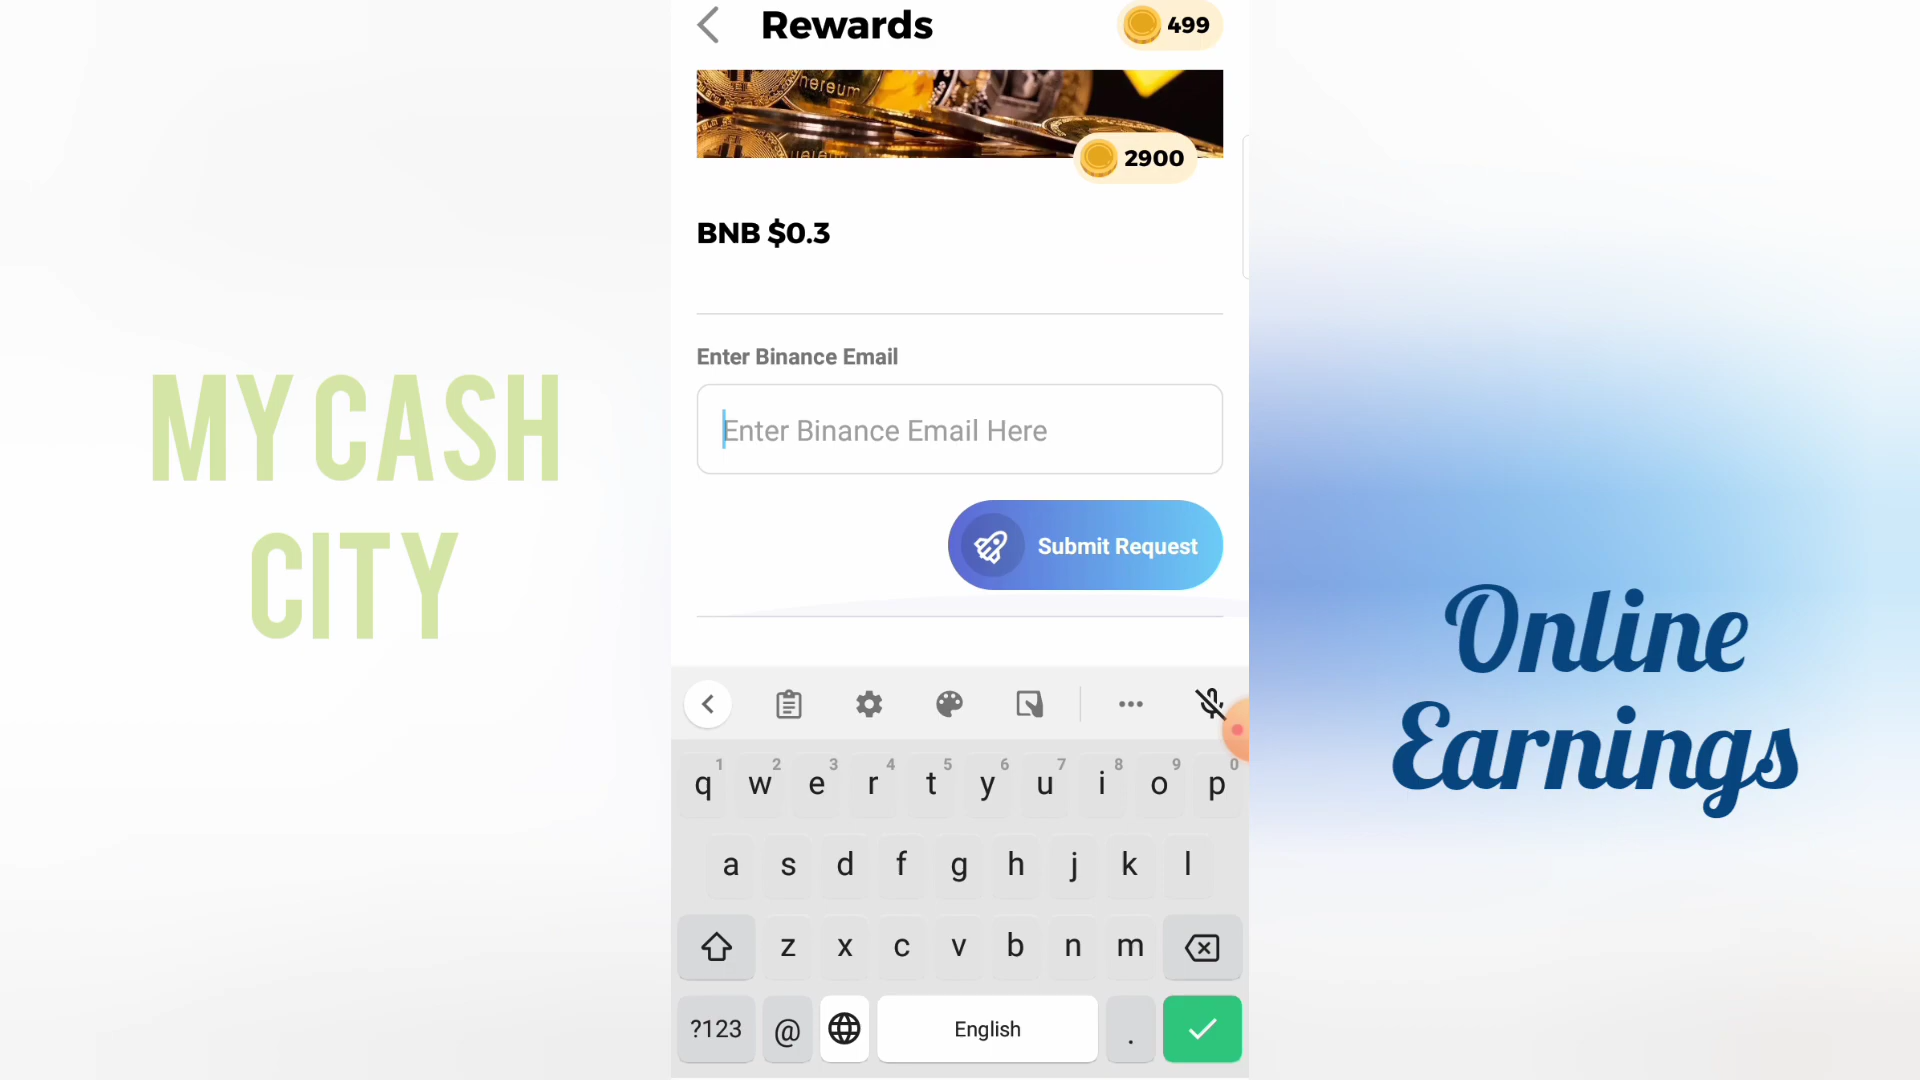 Rewards
499
hereum
2900
BNB $0.3
Enter Binance Email
Enter Binance Email Here
Submit Request
MY CASH
CITY
Online
Earnings
1 2 3 4 5 6 7 8 9 0
q w e r t y u i o p
a s d f g h j k l
z x c v b n m
?123 @ English .